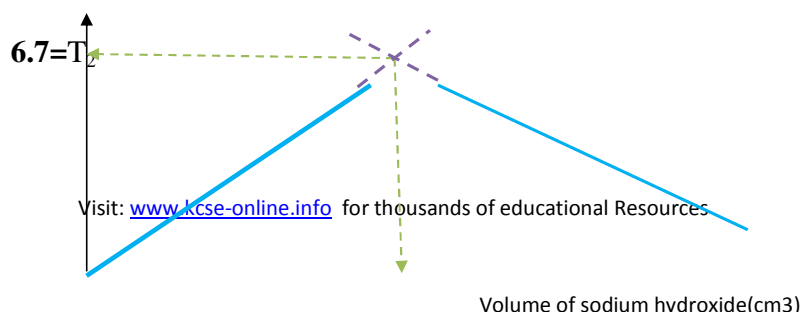 6.7=T2
Visit: www.kcse-online.info for thousands of educational Resources
Volume of sodium hydroxide(cm3)